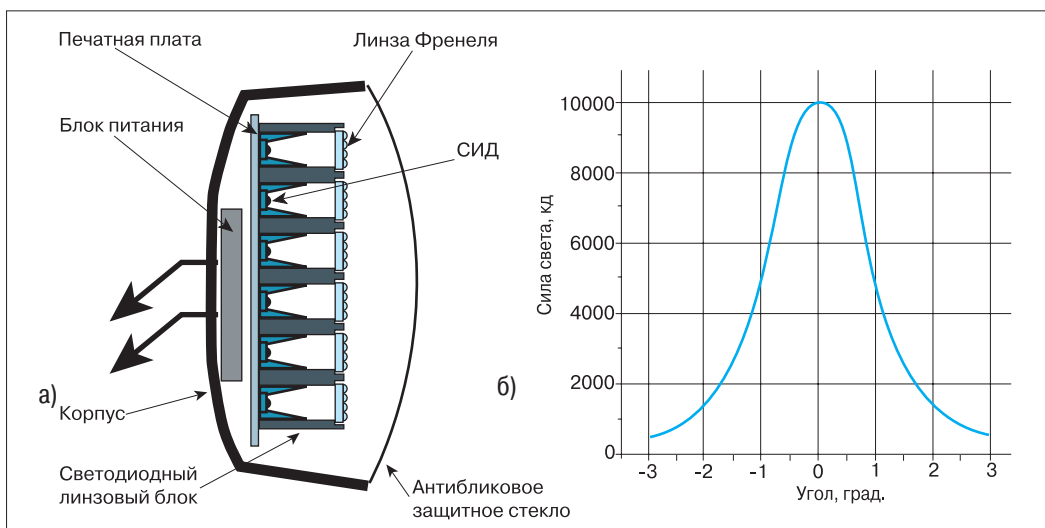 Печатная плата
Линза Френеля
Блок питания
СИД
а)
Корпус
Светодиодный
линзовый блок
Антибликовое
защитное стекло
б)
Сила света, кд
10000
8000
6000
4000
2000
0
-3 -2 -1 0 1 2 3
Угол, град.